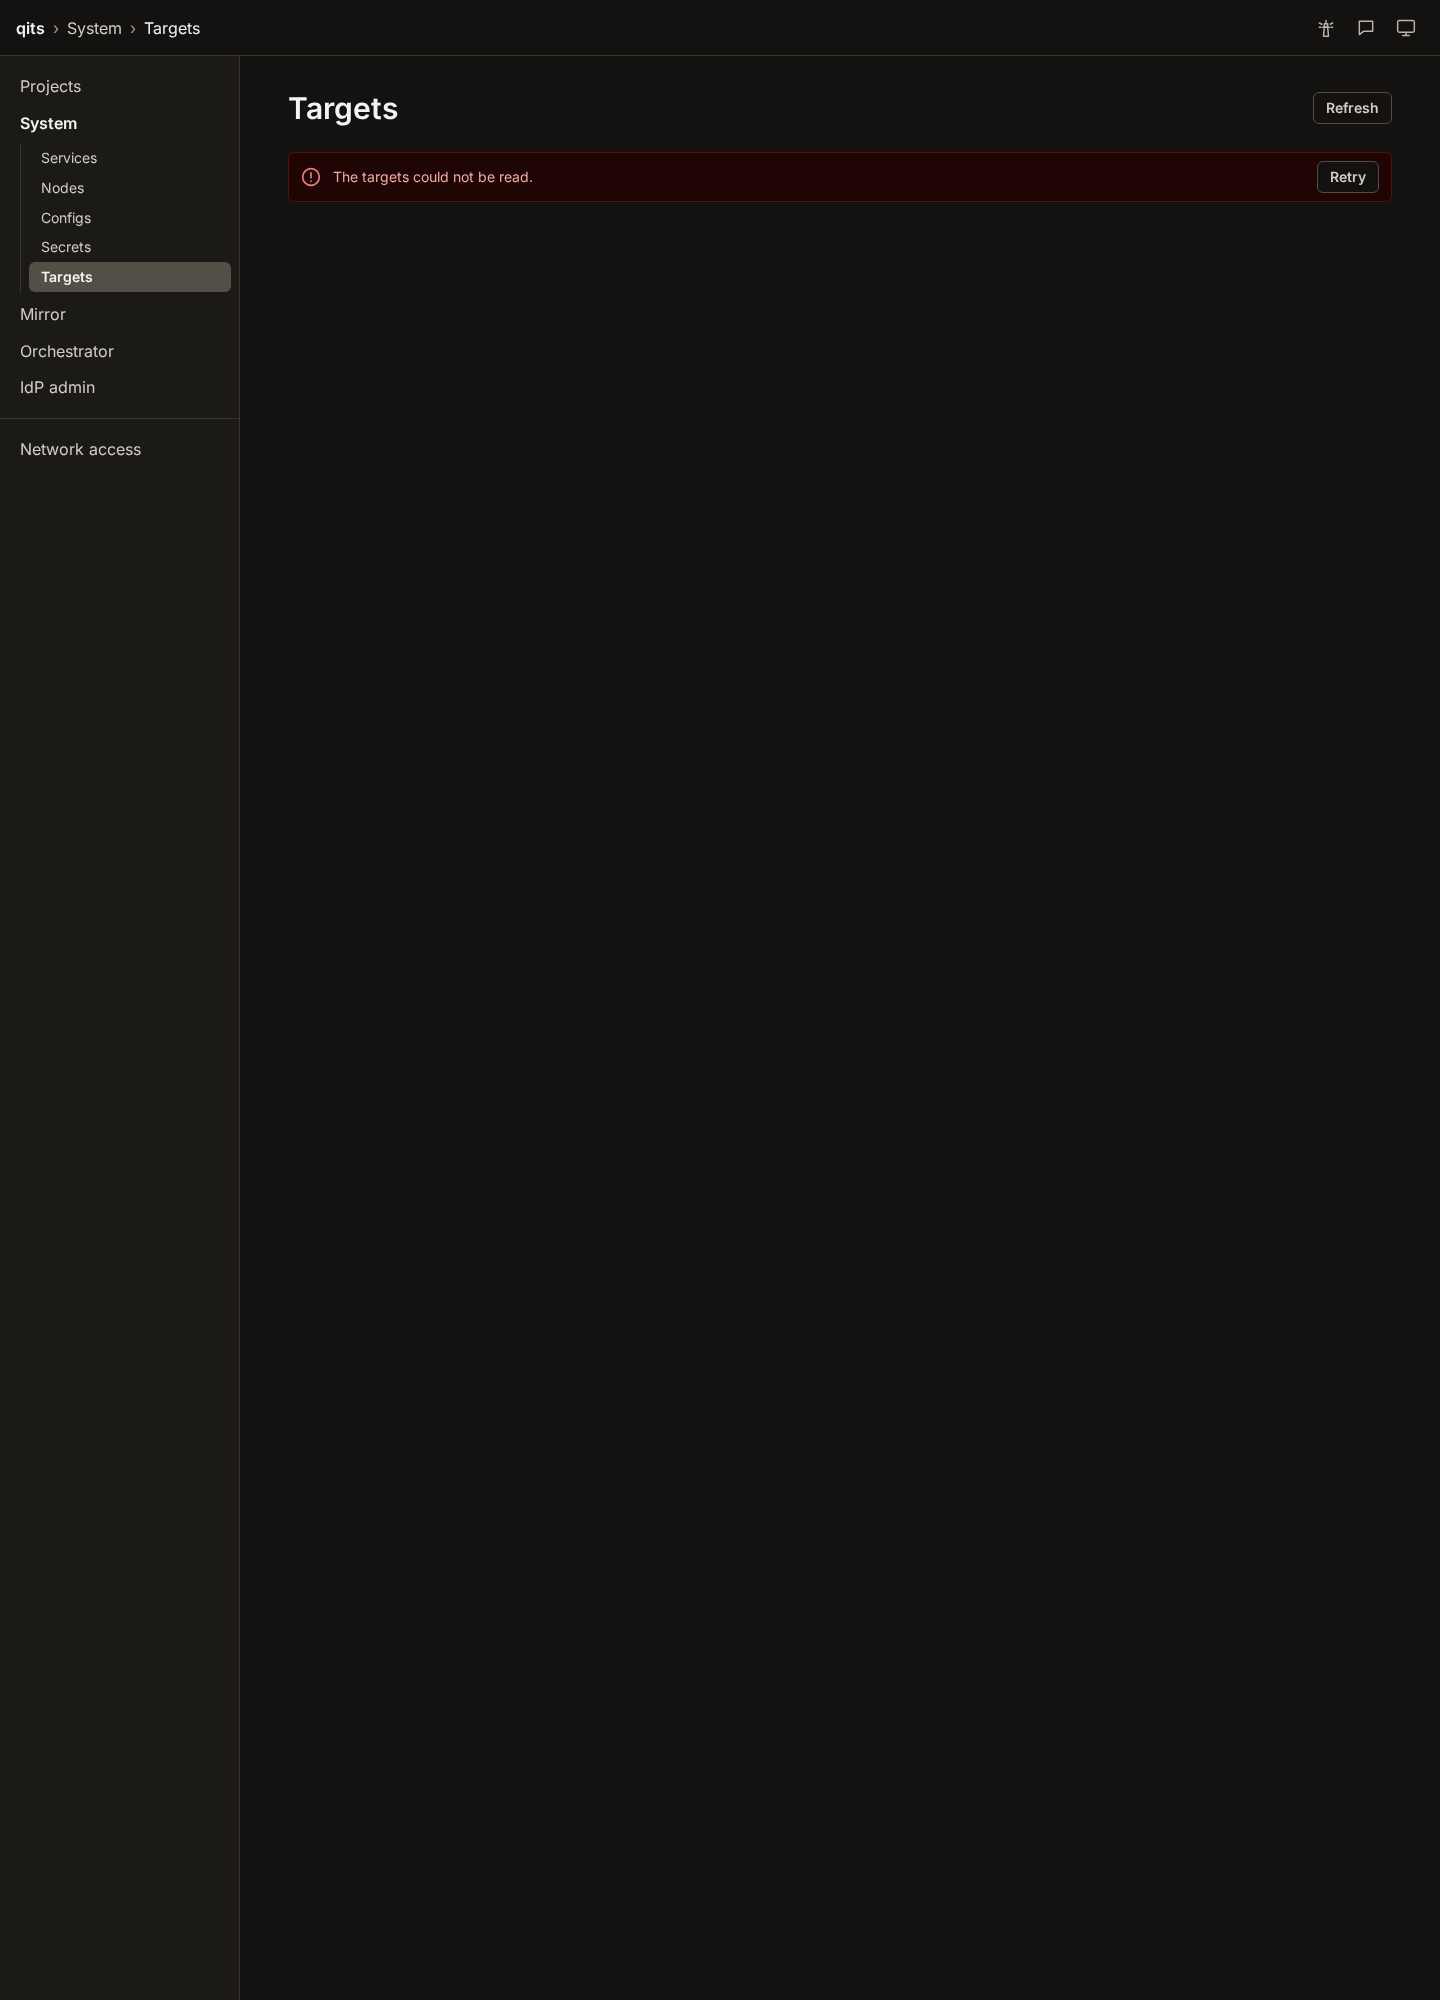 qits › System › Targets
Projects
System
Services
Nodes
Configs
Secrets
Targets
Mirror
Orchestrator
IdP admin
Network access
Targets
Refresh
The targets could not be read.
Retry